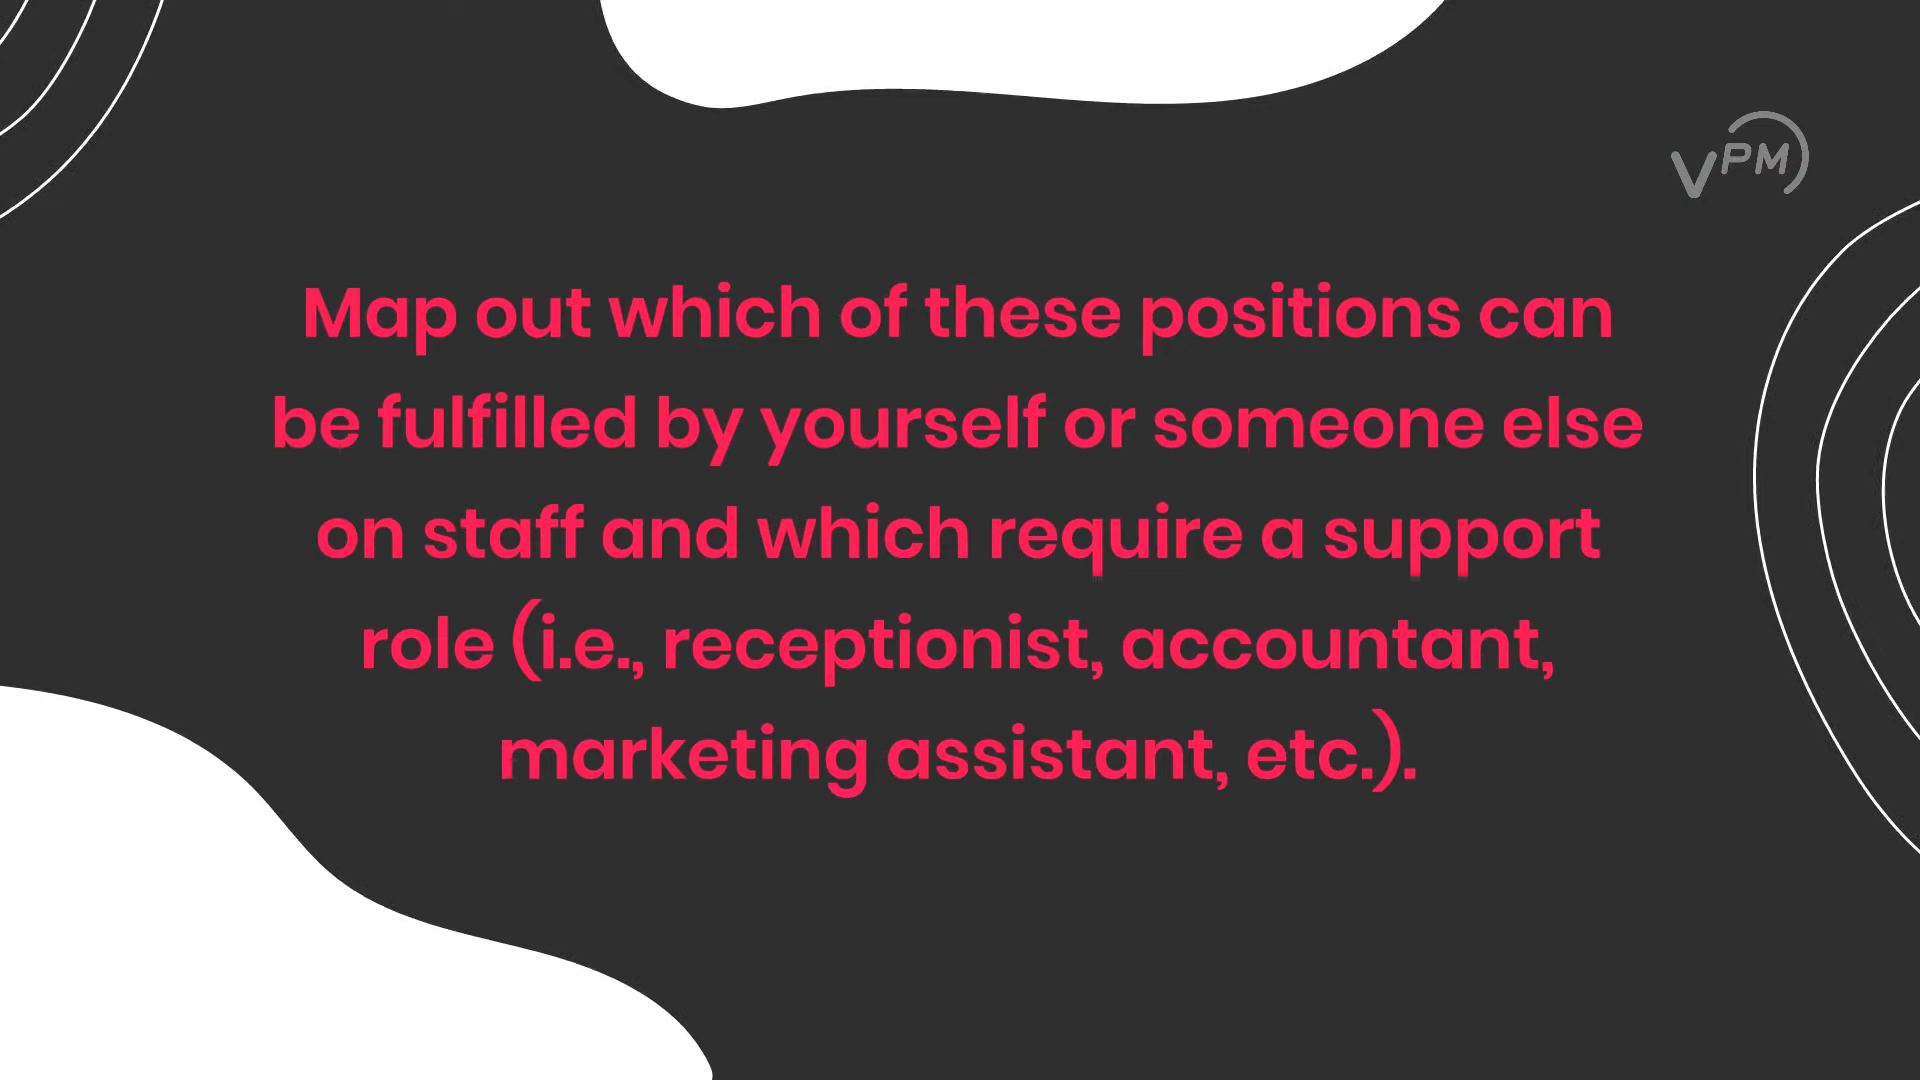 VPM
Map out which of these positions can
be fulfilled by yourself or someone else
on staff and which require a support
role (i.e., receptionist, accountant,
marketing assistant, etc.).